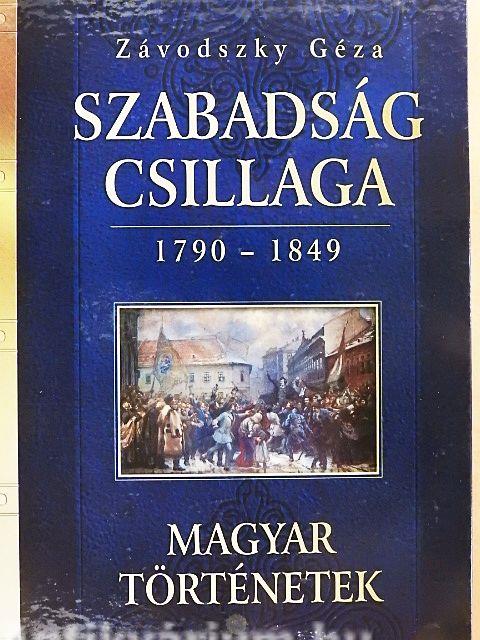 Závodszky Géza
SZABADSÁG
CSILLAGA
1790 – 1849
MAGYAR
TÖRTÉNETEK